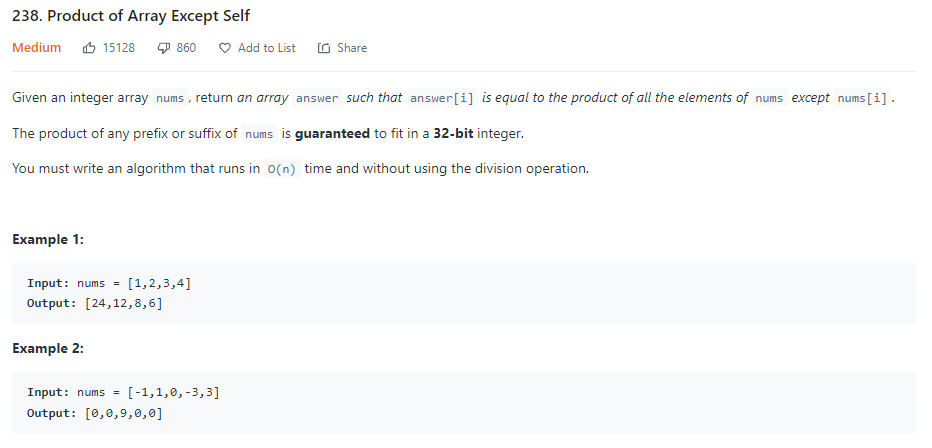 238. Product of Array Except Self
Medium 15128 860 Add to List Share
Given an integer array nums, return an array answer such that answer[i] is equal to the product of all the elements of nums except nums[i].
The product of any prefix or suffix of nums is guaranteed to fit in a 32-bit integer.
You must write an algorithm that runs in O(n) time and without using the division operation.
Example 1:
Input: nums = [1,2,3,4]
Output: [24,12,8,6]
Example 2:
Input: nums = [-1,1,0,-3,3]
Output: [0,0,9,0,0]